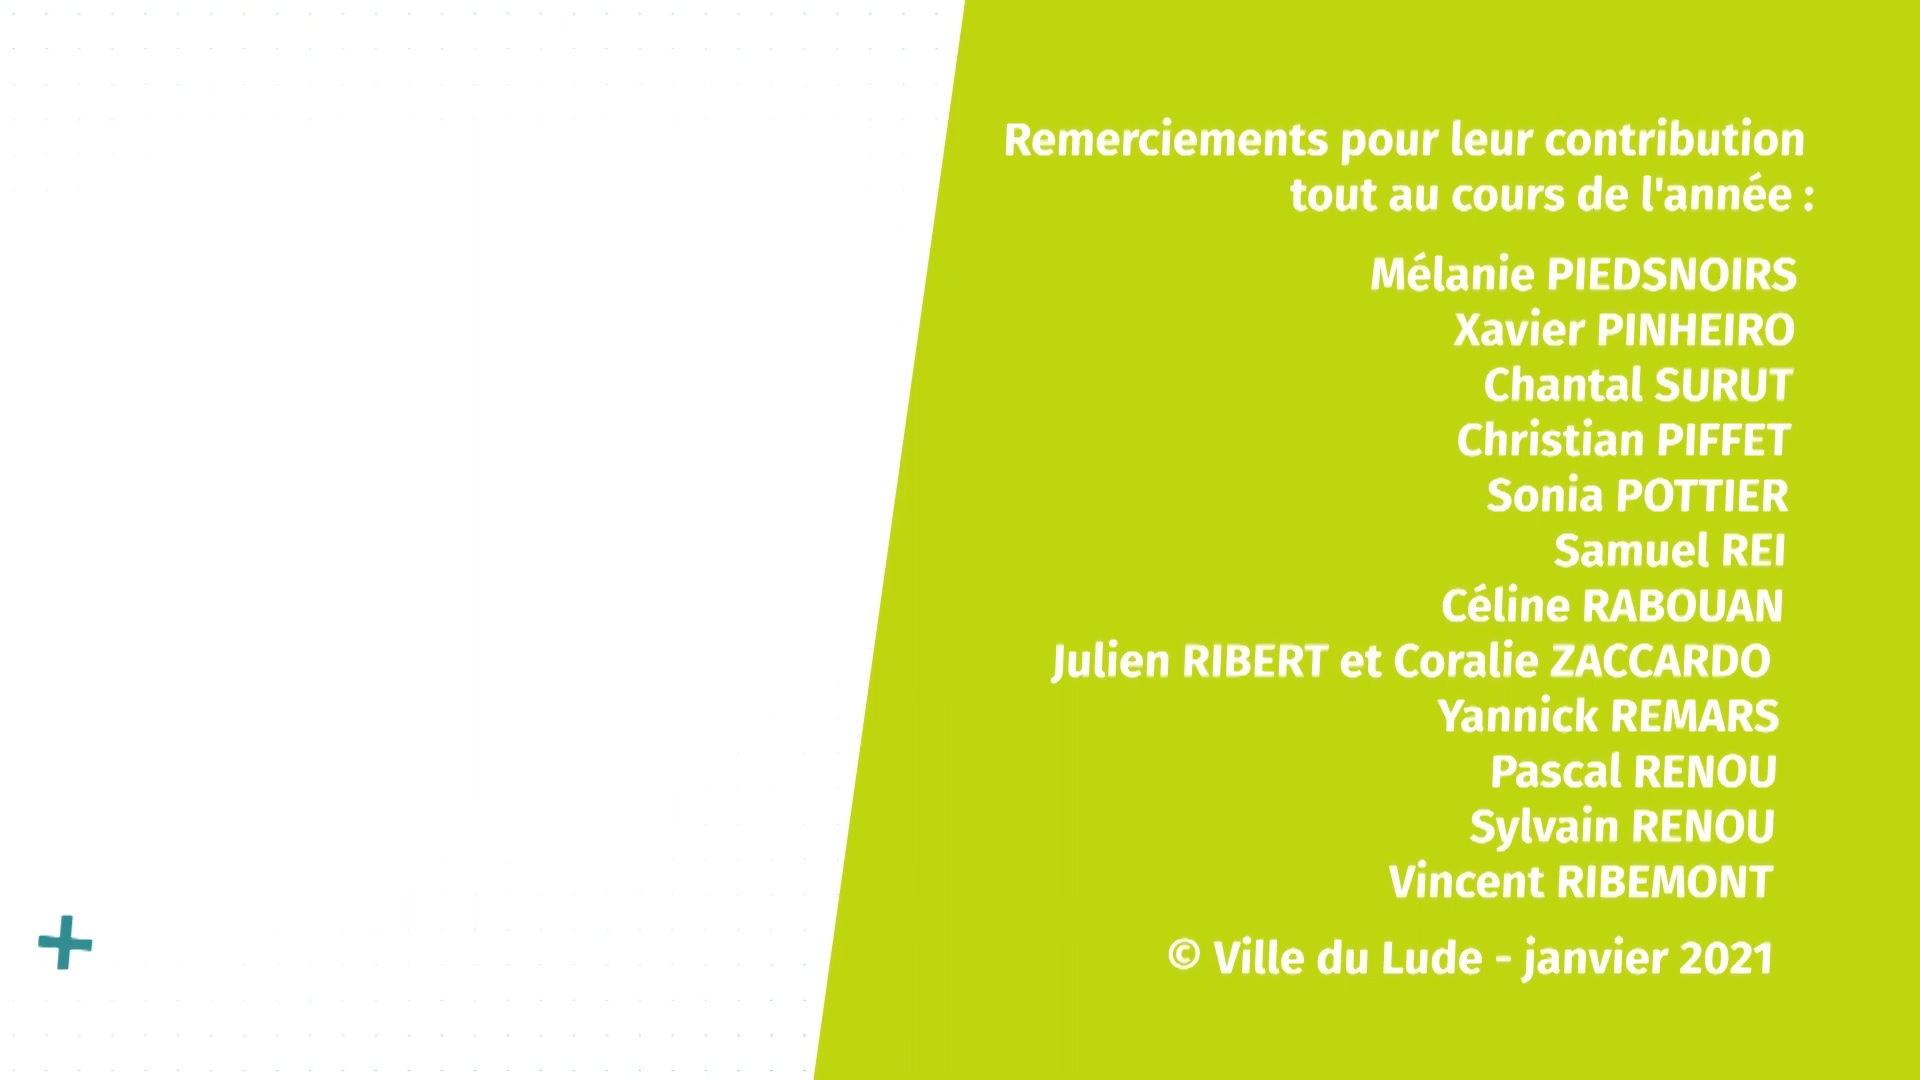 Remerciements pour leur contribution
tout au cours de l'année :
Mélanie PIEDSNOIRS
Xavier PINHEIRO
Chantal SURUT
Christian PIFFET
Sonia POTTIER
Samuel REI
Céline RABOUAN
Julien RIBERT et Coralie ZACCARDO
Yannick REMARS
Pascal RENOU
Sylvain RENOU
Vincent RIBEMONT
© Ville du Lude - janvier 2021